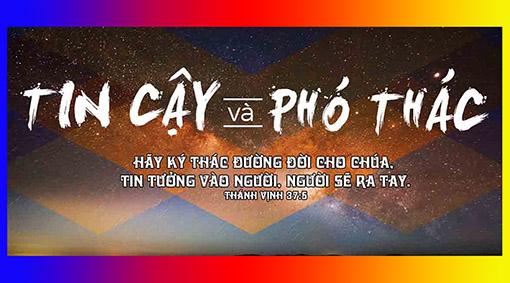 TIN CẬY và PHÓ THÁC
HÃY KÝ THÁC ĐƯỜNG ĐỜI CHO CHÚA,
TIN TƯỞNG VÀO NGƯỜI, NGƯỜI SẼ RA TAY.
THÁNH VỊNH 37:5